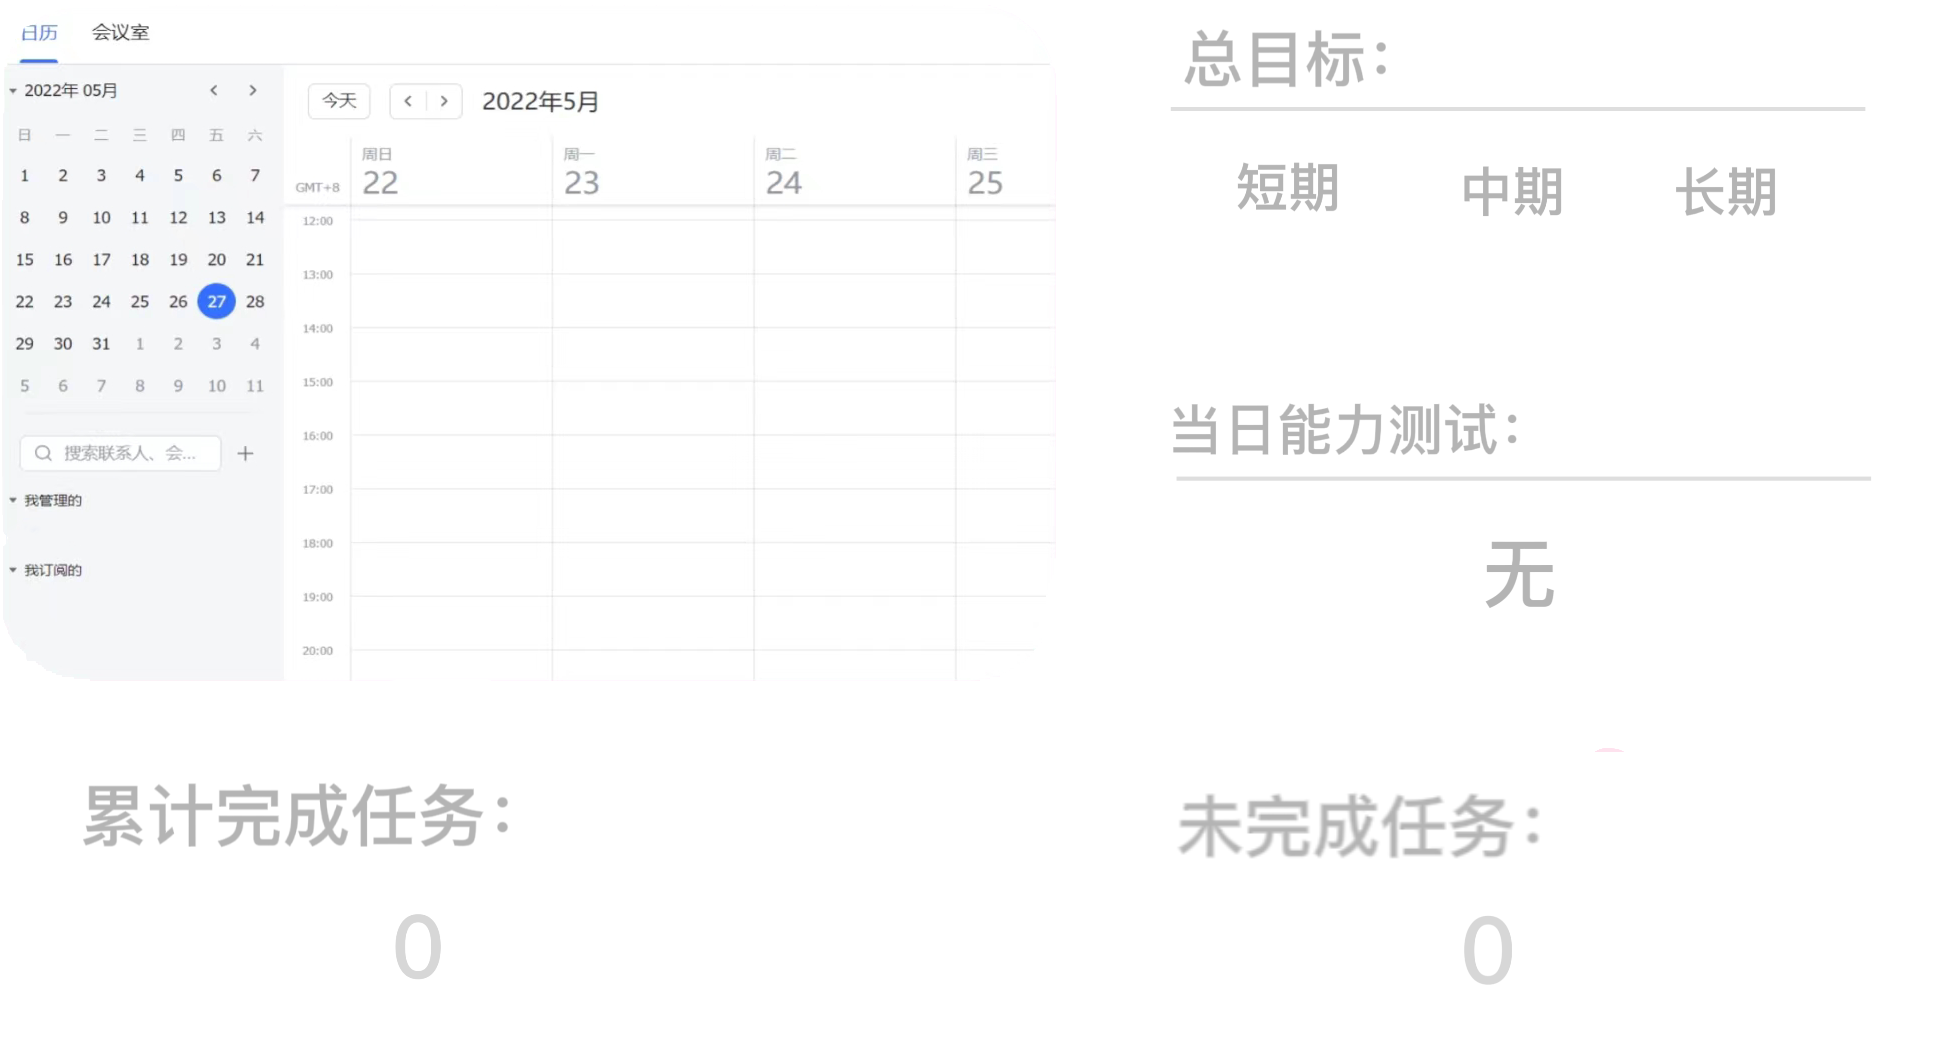 日历 会议室
2022年 05月
日 一 二 三 四 五 六
1 2 3 4 5 6 7
8 9 10 11 12 13 14
15 16 17 18 19 20 21
22 23 24 25 26 27 28
29 30 31 1 2 3 4
5 6 7 8 9 10 11
搜索联系人、会...
我管理的
我订阅的
今天 2022年5月
周日 周一 周二 周三
GMT+8 22 23 24 25
12:00
13:00
14:00
15:00
16:00
17:00
18:00
19:00
20:00
总目标：
短期 中期 长期
当日能力测试：
无
累计完成任务：
0
未完成任务：
0